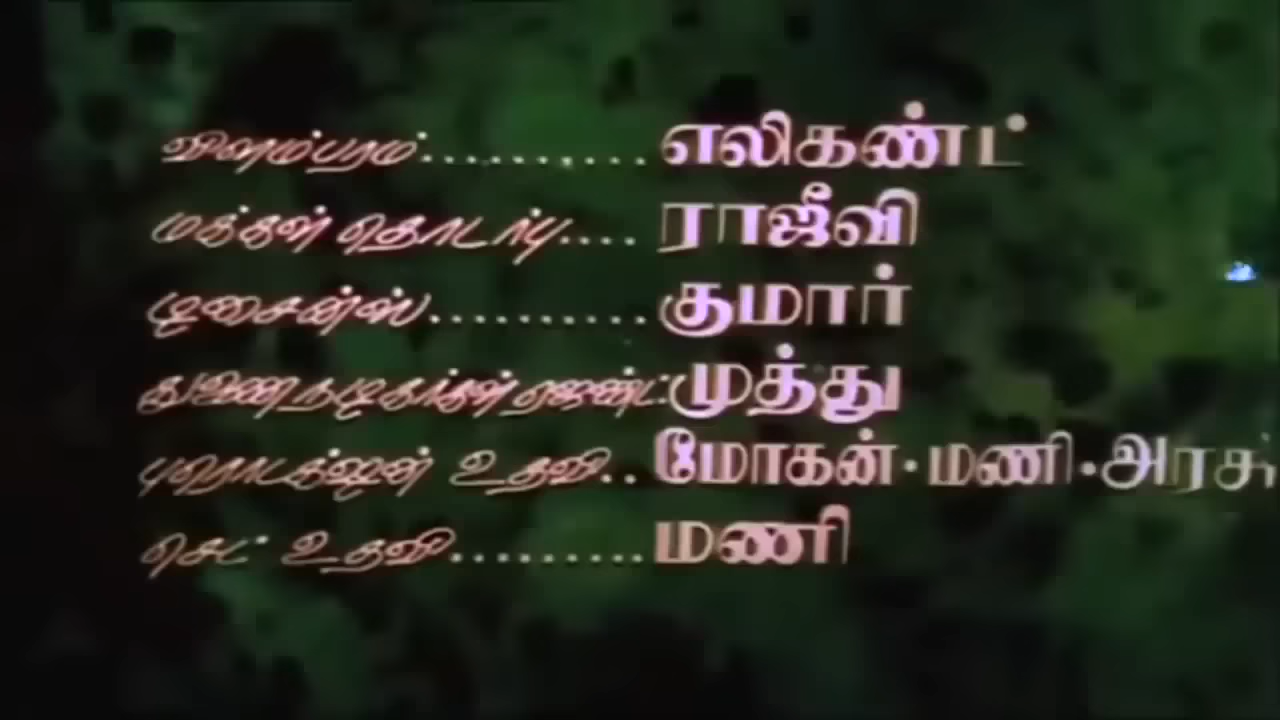 விளம்பரம்..........எலிகண்ட்
மக்கள் தொடர்பு....ராஜீவி
டிசைன்ஸ்..........குமார்
துணை நடிகர்கள் ஏஜண்ட்.முத்து
புரொடக்ஷன் உதவி..மோகன்.மணி.அரசு
செட் உதவி..........மணி